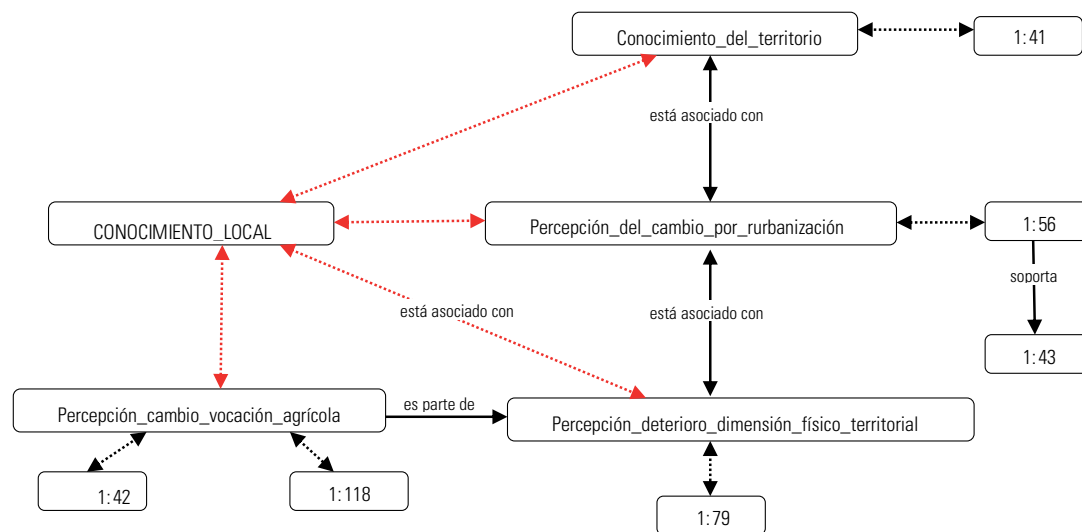 Conocimiento_del_territorio
1:41
está asociado con
CONOCIMIENTO_LOCAL
Percepción_del_cambio_por_rurbanización
1:56
soporta
está asociado con
está asociado con
1:43
Percepción_cambio_vocación_agrícola
es parte de
Percepción_deterioro_dimensión_físico_territorial
1:42
1:118
1:79